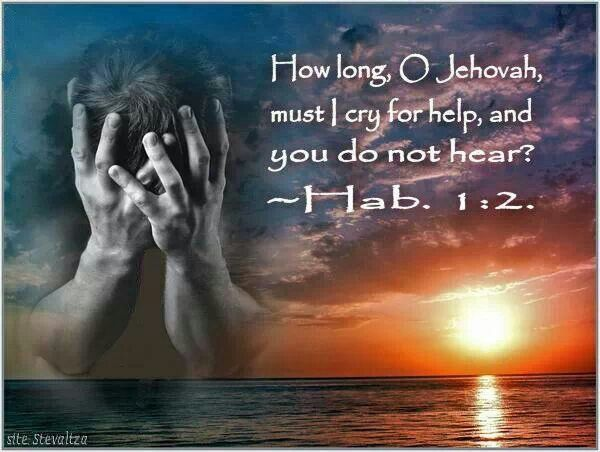 How long, O Jehovah,
must I cry for help, and
you do not hear?
~Hab. 1:2.
site: Stevaltza